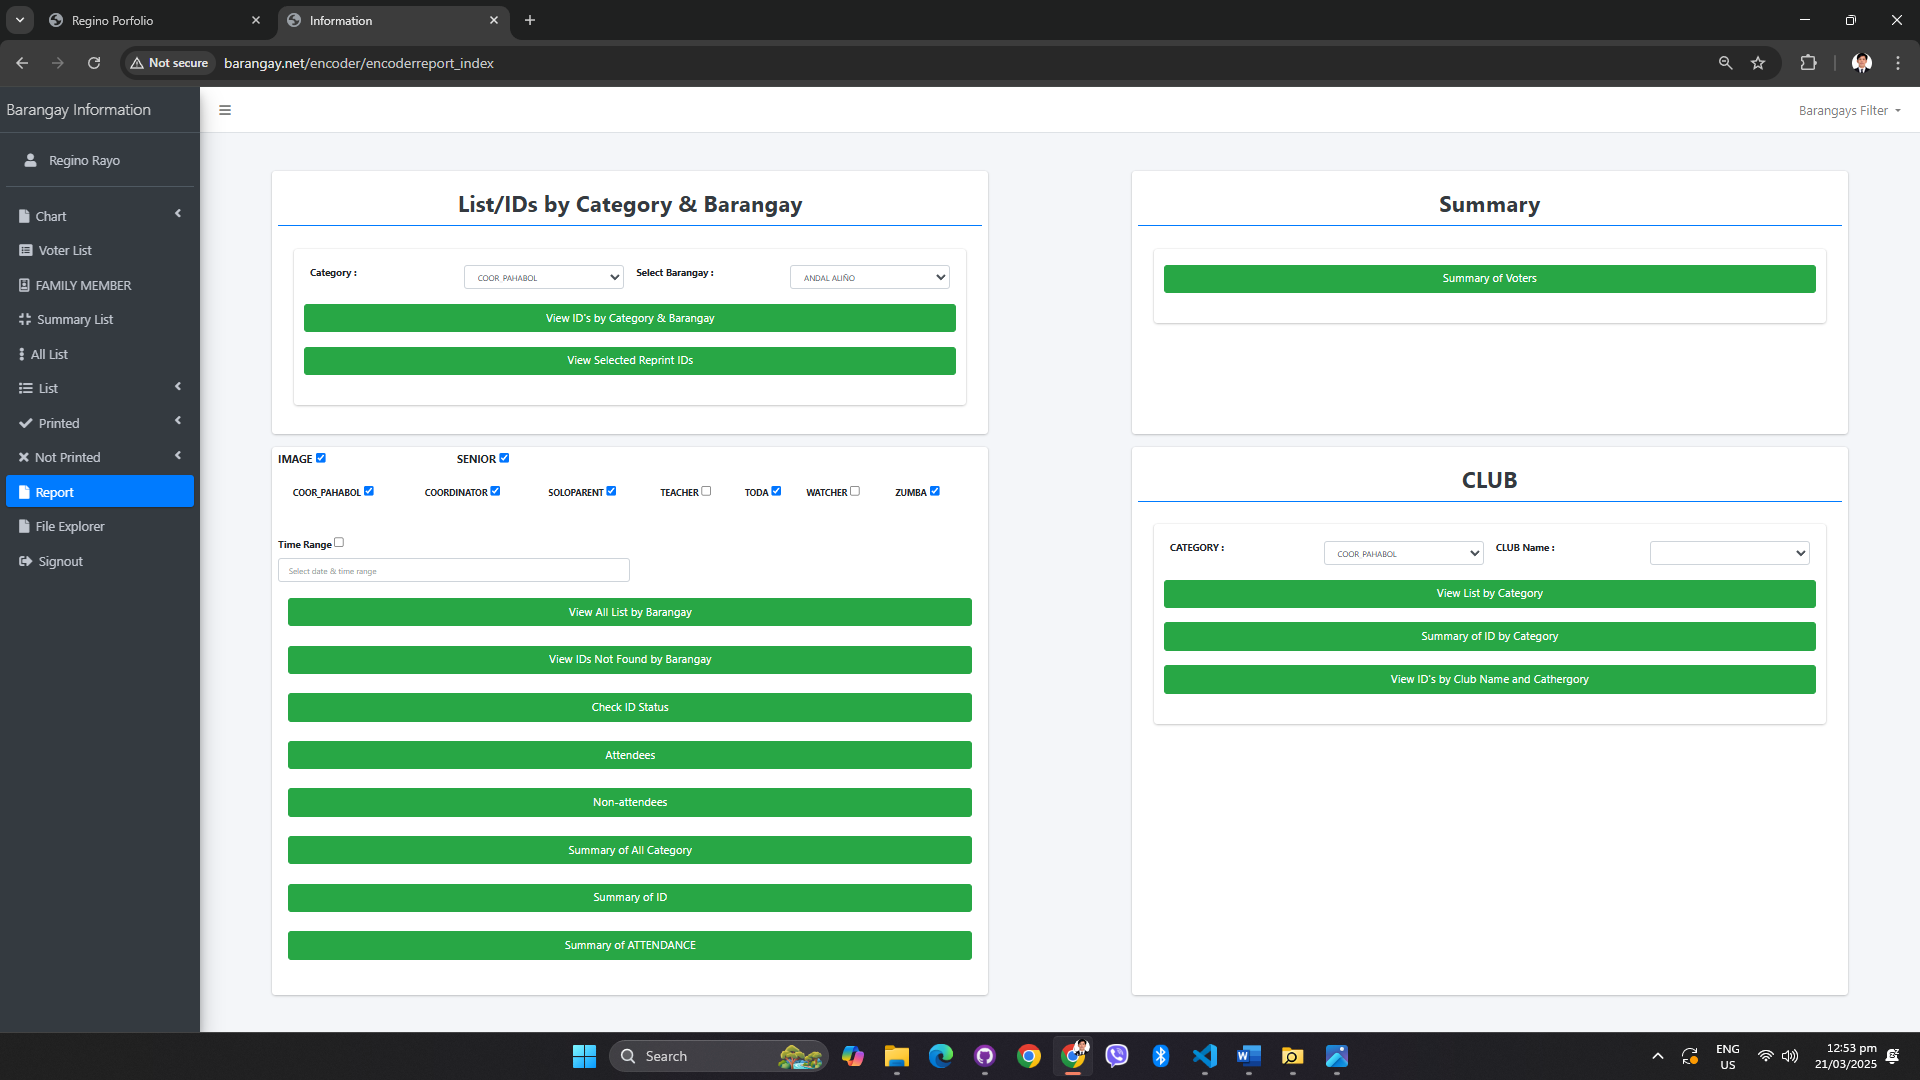 Regino Porfolio
Information
Not secure
barangay.net/encoder/encoderreport_index
Barangay Information
Barangays Filter
Regino Rayo
Chart
Voter List
FAMILY MEMBER
Summary List
All List
List
Printed
Not Printed
Report
File Explorer
Signout
List/IDs by Category & Barangay
Category :
COOR_PAHABOL
Select Barangay :
ANDAL ALIÑO
View ID's by Category & Barangay
View Selected Reprint IDs
Summary
Summary of Voters
IMAGE
SENIOR
COOR_PAHABOL
COORDINATOR
SOLOPARENT
TEACHER
TODA
WATCHER
ZUMBA
Time Range
Select date & time range
View All List by Barangay
View IDs Not Found by Barangay
Check ID Status
Attendees
Non-attendees
Summary of All Category
Summary of ID
Summary of ATTENDANCE
CLUB
CATEGORY :
COOR_PAHABOL
CLUB Name :
View List by Category
Summary of ID by Category
View ID's by Club Name and Cathergory
Search
ENG
US
12:53 pm
21/03/2025